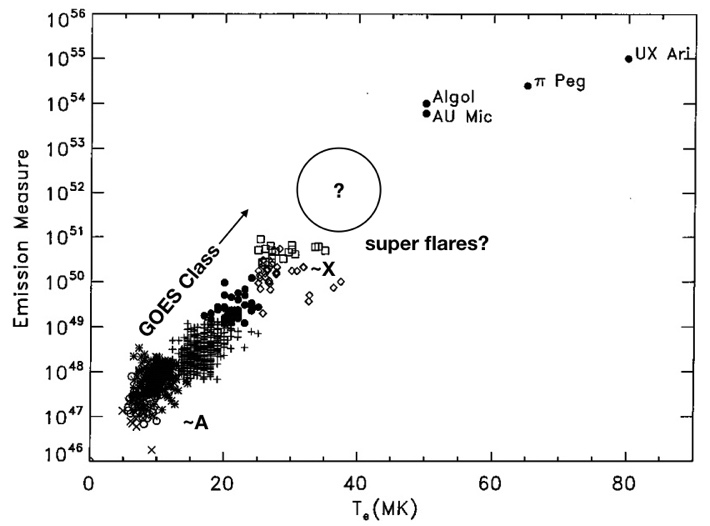 10^56
10^55
10^54
10^53
10^52
10^51
10^50
10^49
10^48
10^47
10^46
Emission Measure
UX Ari
π Peg
Algol
AU Mic
?
super flares?
GOES Class
~X
~A
0 20 40 60 80
T_e(MK)